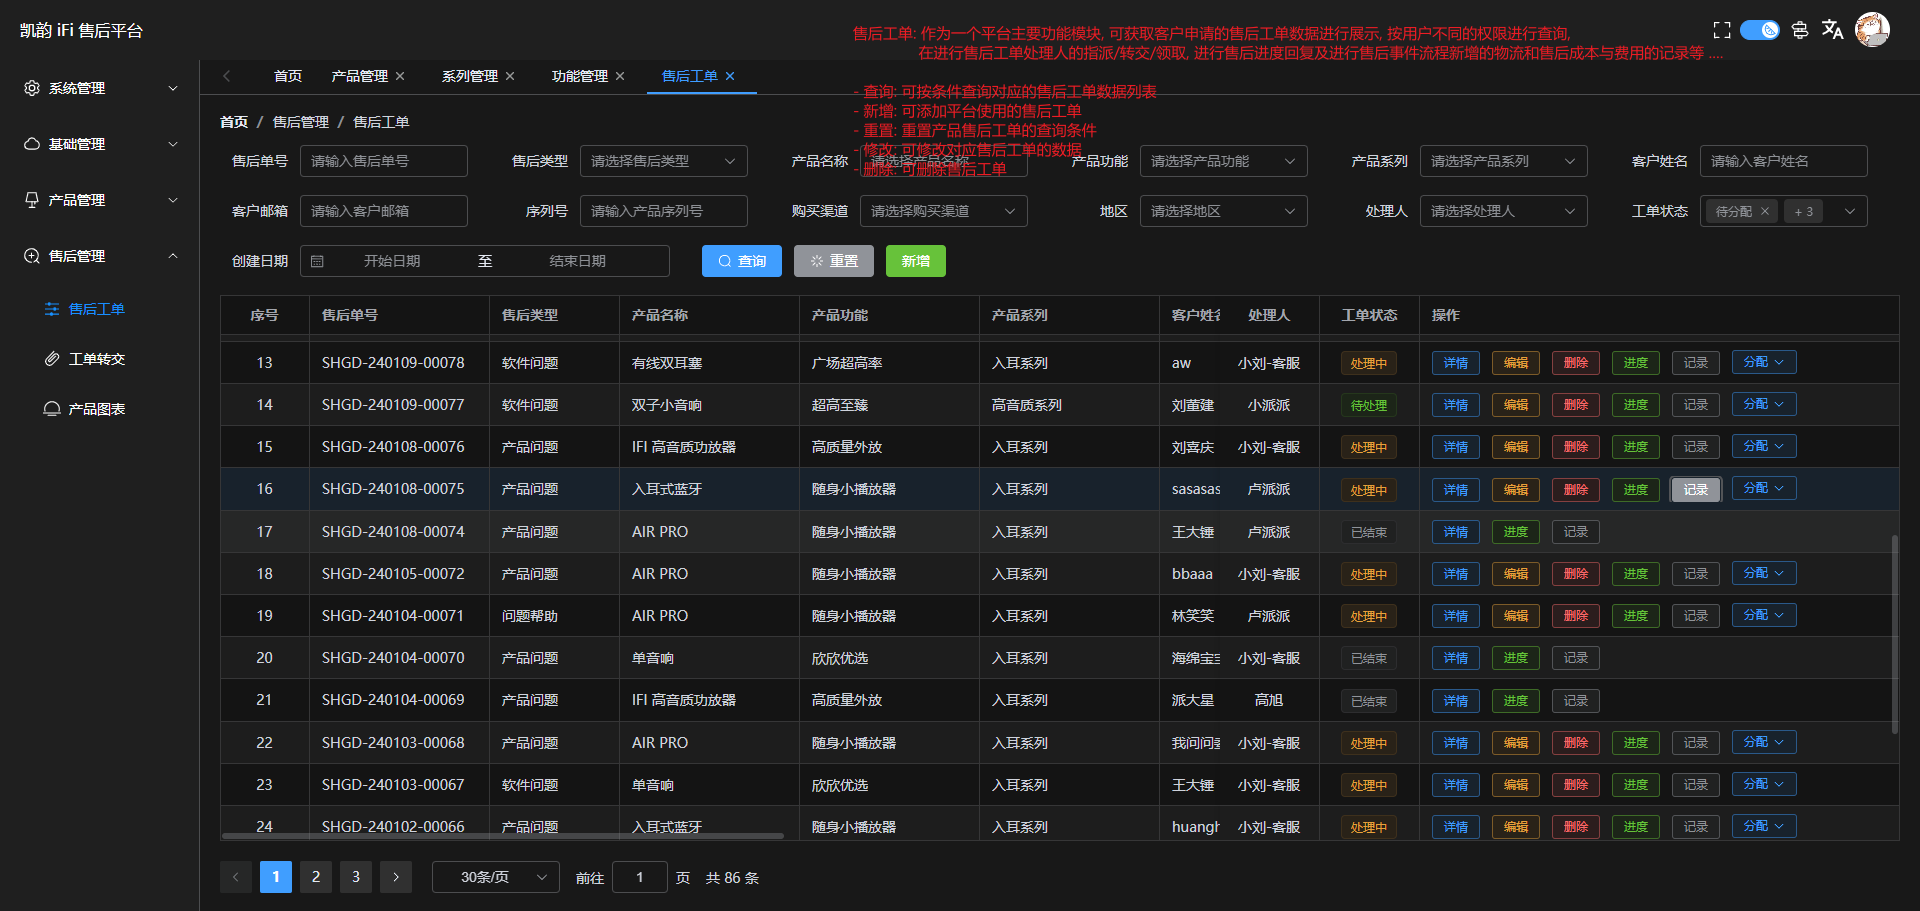 凯韵 iFi 售后平台
售后工单: 作为一个平台主要功能模块, 可获取客户申请的售后工单数据进行展示, 按用户不同的权限进行查询,
在进行售后工单处理人的指派/转交/领取, 进行售后进度回复及进行售后事件流程新增的物流和售后成本与费用的记录等 ....
- 查询: 可按条件查询对应的售后工单数据列表
- 新增: 可添加平台使用的售后工单
- 重置: 重置产品售后工单的查询条件
- 修改: 可修改对应售后工单的数据
- 删除: 可删除售后工单
系统管理
基础管理
产品管理
售后管理
售后工单
工单转交
产品图表
首页 产品管理 系列管理 功能管理 售后工单
首页 / 售后管理 / 售后工单
售后单号 请输入售后单号 售后类型 请选择售后类型 产品名称 请选择产品名称 产品功能 请选择产品功能 产品系列 请选择产品系列 客户姓名 请输入客户姓名
客户邮箱 请输入客户邮箱 序列号 请输入产品序列号 购买渠道 请选择购买渠道 地区 请选择地区 处理人 请选择处理人 工单状态 待分配 + 3
创建日期 开始日期 至 结束日期 查询 重置 新增
序号 售后单号 售后类型 产品名称 产品功能 产品系列 客户姓名 处理人 工单状态 操作
13 SHGD-240109-00078 软件问题 有线双耳塞 广场超高率 入耳系列 aw 小刘-客服 处理中 详情 编辑 删除 进度 记录 分配
14 SHGD-240109-00077 软件问题 双子小音响 超高至臻 高音质系列 刘董建 小派派 待处理 详情 编辑 删除 进度 记录 分配
15 SHGD-240108-00076 产品问题 IFI 高音质功放器 高质量外放 入耳系列 刘喜庆 小刘-客服 处理中 详情 编辑 删除 进度 记录 分配
16 SHGD-240108-00075 产品问题 入耳式蓝牙 随身小播放器 入耳系列 sasasas 卢派派 处理中 详情 编辑 删除 进度 记录 分配
17 SHGD-240108-00074 产品问题 AIR PRO 随身小播放器 入耳系列 王大锤 卢派派 已结束 详情 进度 记录
18 SHGD-240105-00072 产品问题 AIR PRO 随身小播放器 入耳系列 bbaaa 小刘-客服 处理中 详情 编辑 删除 进度 记录 分配
19 SHGD-240104-00071 问题帮助 AIR PRO 随身小播放器 入耳系列 林笑笑 卢派派 处理中 详情 编辑 删除 进度 记录 分配
20 SHGD-240104-00070 产品问题 单音响 欣欣优选 入耳系列 海绵宝宝 小刘-客服 已结束 详情 进度 记录
21 SHGD-240104-00069 产品问题 IFI 高音质功放器 高质量外放 入耳系列 派大星 高旭 已结束 详情 进度 记录
22 SHGD-240103-00068 产品问题 AIR PRO 随身小播放器 入耳系列 我问问 小刘-客服 处理中 详情 编辑 删除 进度 记录 分配
23 SHGD-240103-00067 软件问题 单音响 欣欣优选 入耳系列 王大锤 小刘-客服 处理中 详情 编辑 删除 进度 记录 分配
24 SHGD-240102-00066 产品问题 入耳式蓝牙 随身小播放器 入耳系列 huangh 小刘-客服 处理中 详情 编辑 删除 进度 记录 分配
1 2 3 30条/页 前往 1 页 共 86 条